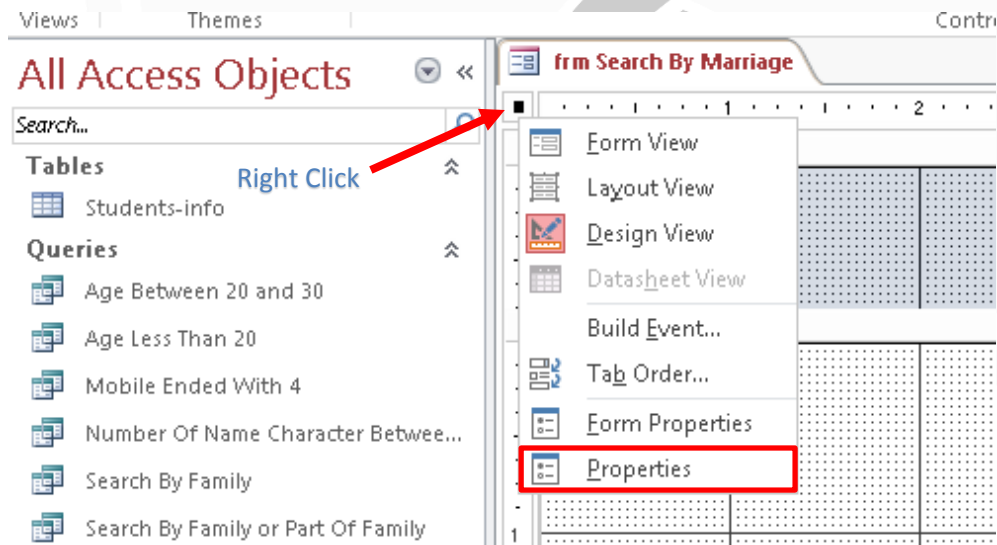 Views Themes Contr
All Access Objects
frm Search By Marriage
1 2
Search...
Tables
Right Click
Students-info
Queries
Age Between 20 and 30
Age Less Than 20
Mobile Ended With 4
Number Of Name Character Betwee...
Search By Family
Search By Family or Part Of Family
Form View
Layout View
Design View
Datasheet View
Build Event...
Tab Order...
Form Properties
Properties
1